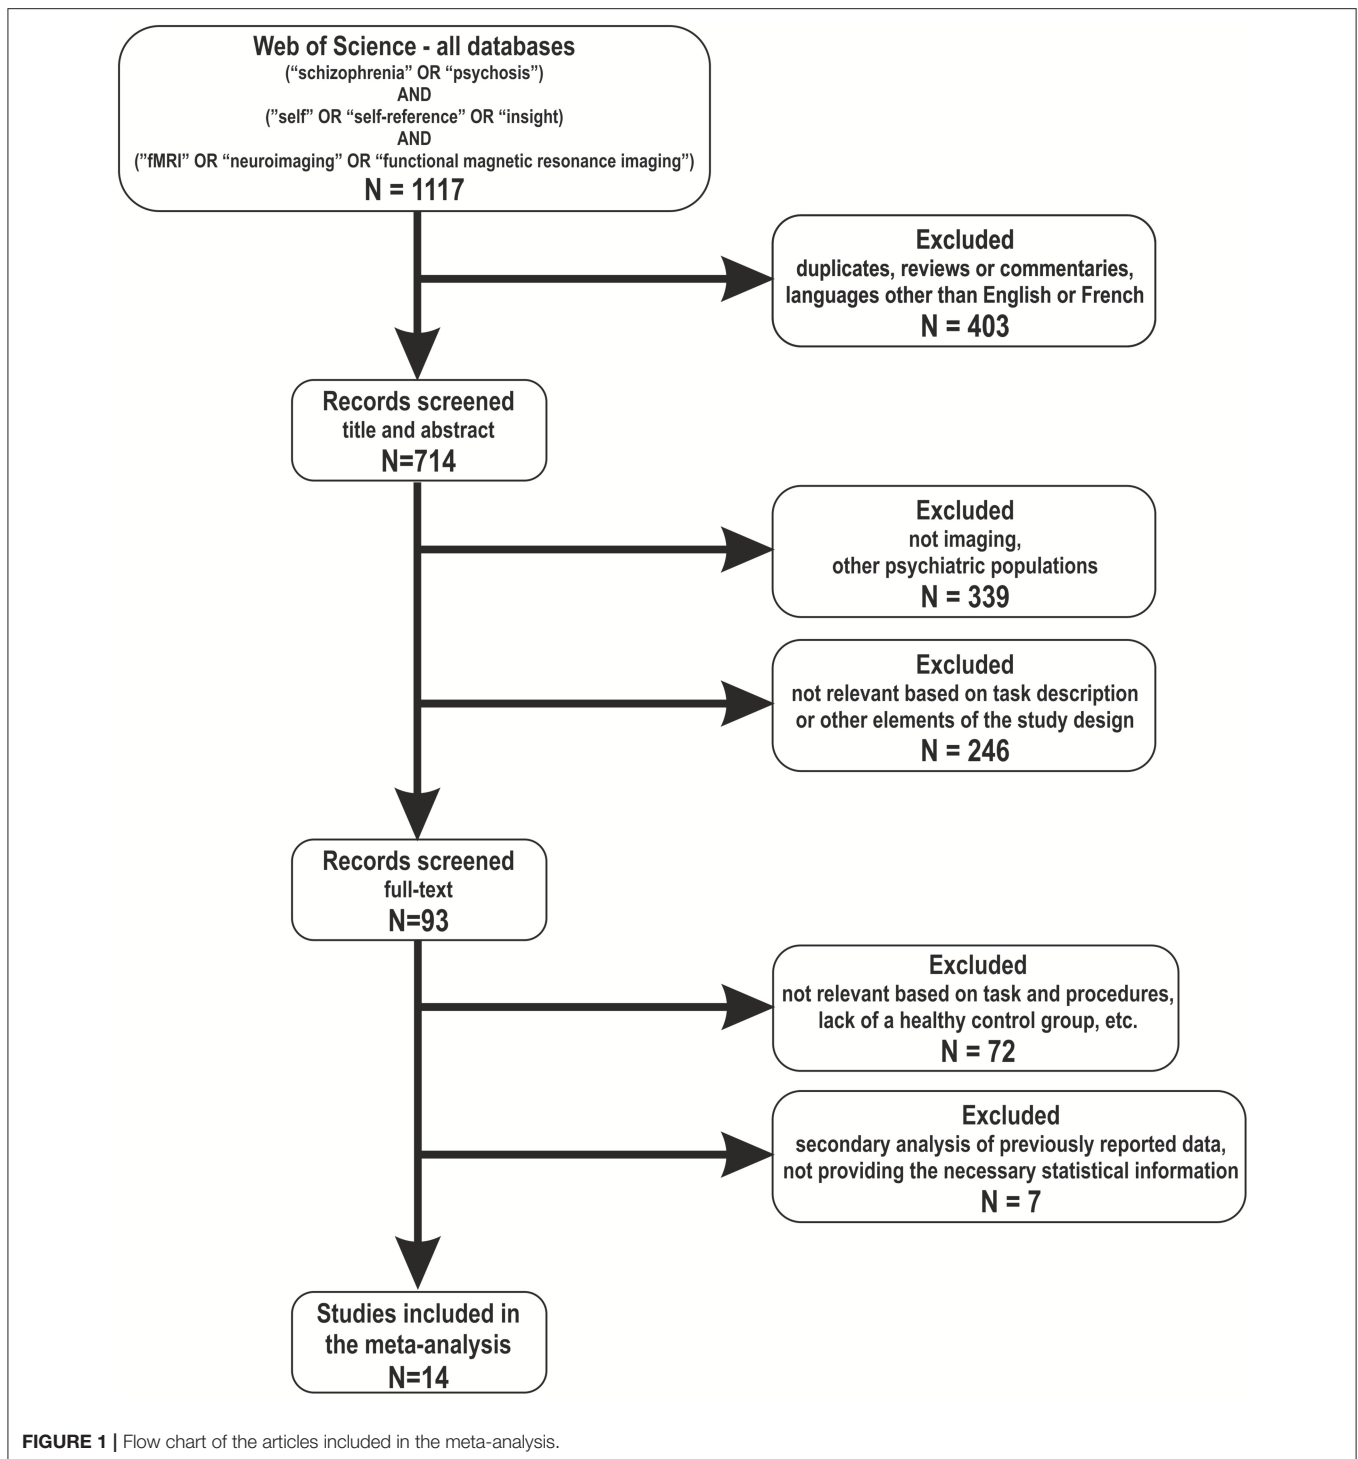 Web of Science - all databases
(“schizophrenia” OR “psychosis”)
AND
(”self” OR “self-reference” OR “insight)
AND
(”fMRI” OR “neuroimaging” OR “functional magnetic resonance imaging”)
N = 1117
Excluded
duplicates, reviews or commentaries,
languages other than English or French
N = 403
Records screened
title and abstract
N=714
Excluded
not imaging,
other psychiatric populations
N = 339
Excluded
not relevant based on task description
or other elements of the study design
N = 246
Records screened
full-text
N=93
Excluded
not relevant based on task and procedures,
lack of a healthy control group, etc.
N = 72
Excluded
secondary analysis of previously reported data,
not providing the necessary statistical information
N = 7
Studies included in
the meta-analysis
N=14
FIGURE 1 | Flow chart of the articles included in the meta-analysis.